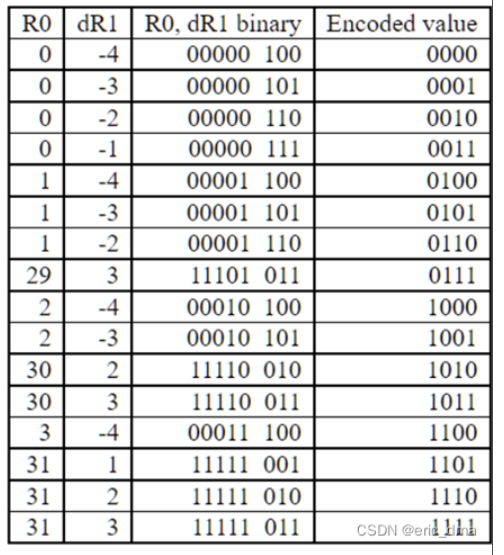 R0 dR1 R0, dR1 binary Encoded value
0 -4 00000 100 0000
0 -3 00000 101 0001
0 -2 00000 110 0010
0 -1 00000 111 0011
1 -4 00001 100 0100
1 -3 00001 101 0101
1 -2 00001 110 0110
29 3 11101 011 0111
2 -4 00010 100 1000
2 -3 00010 101 1001
30 2 11110 010 1010
30 3 11110 011 1011
3 -4 00011 100 1100
31 1 11111 001 1101
31 2 11111 010 1110
31 3 11111 011 1111
CSDN @eric_dma